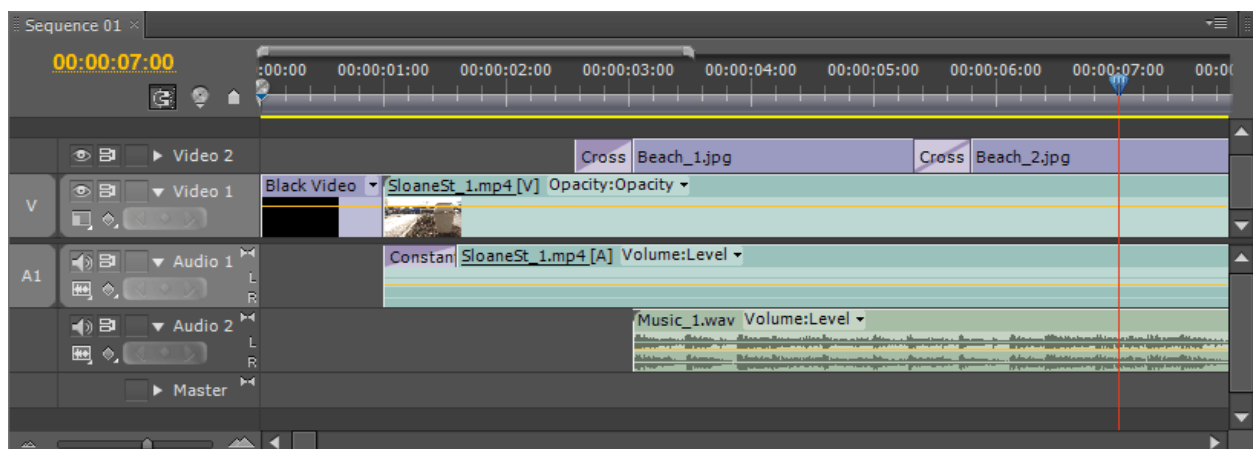 Sequence 01
00:00:07:00
:00:00 00:00:01:00 00:00:02:00 00:00:03:00 00:00:04:00 00:00:05:00 00:00:06:00 00:00:07:00 00:00
Video 2 Cross Beach_1.jpg Cross Beach_2.jpg
V Video 1 Black Video SloaneSt_1.mp4 [V] Opacity:Opacity
A1 Audio 1 L R Constan SloaneSt_1.mp4 [A] Volume:Level
Audio 2 L R Music_1.wav Volume:Level
Master